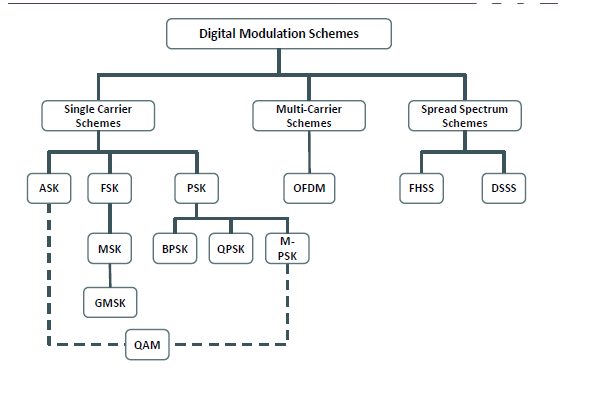 Digital Modulation Schemes
Single Carrier
Schemes
Multi-Carrier
Schemes
Spread Spectrum
Schemes
ASK
FSK
PSK
OFDM
FHSS
DSSS
MSK
BPSK
QPSK
M-
PSK
GMSK
QAM